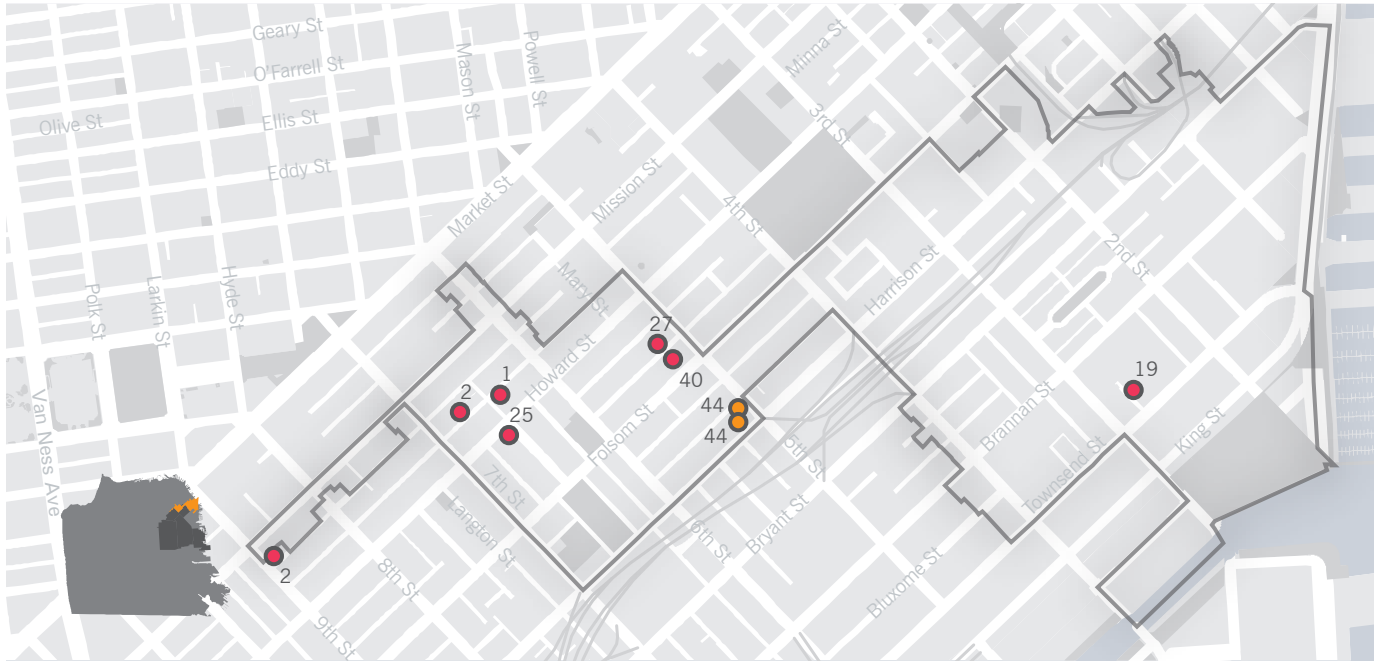 Geary St
O'Farrell St
Mason St
Powell St
Minna St
Olive St
Ellis St
3rd St
Eddy St
Mission St
Market St
4th St
Polk St
Larkin St
Hyde St
Mary St
Harrison St
2nd St
27
Howard St
40
1
2
25
44
44
19
Van Ness Ave
Folsom St
5th St
Brannan St
King St
7th St
Townsend St
Langton St
6th St
Bryant St
2
8th St
Bluxome St
9th St